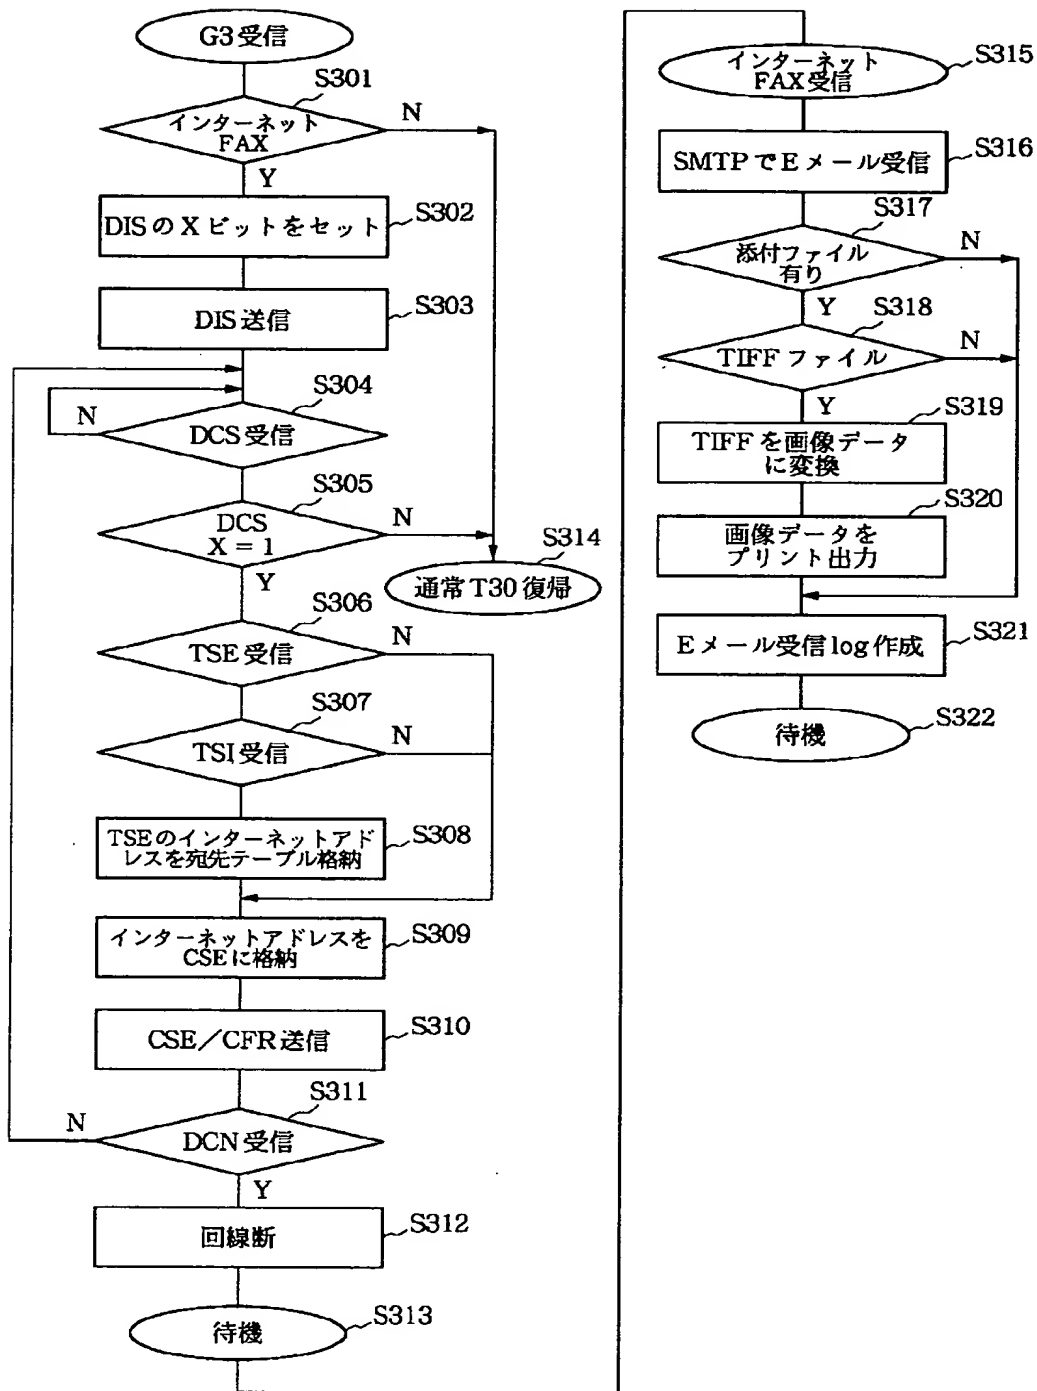 G3受信
S301
インターネット
FAX
N
Y
DISのXビットをセット
S302
DIS送信
S303
S304
N
DCS受信
S305
DCS
X = 1
N
Y
S314
通常T30復帰
S306
TSE受信
N
S307
TSI受信
N
TSEのインターネットアド
レスを宛先テーブル格納
S308
インターネットアドレスを
CSEに格納
S309
CSE/CFR送信
S310
S311
N
DCN受信
Y
回線断
S312
待機
S313
インターネット
FAX受信
S315
SMTPでEメール受信
S316
S317
添付ファイル
有り
N
Y
S318
TIFFファイル
N
Y
S319
TIFFを画像データ
に変換
S320
画像データを
プリント出力
Eメール受信log作成
S321
待機
S322